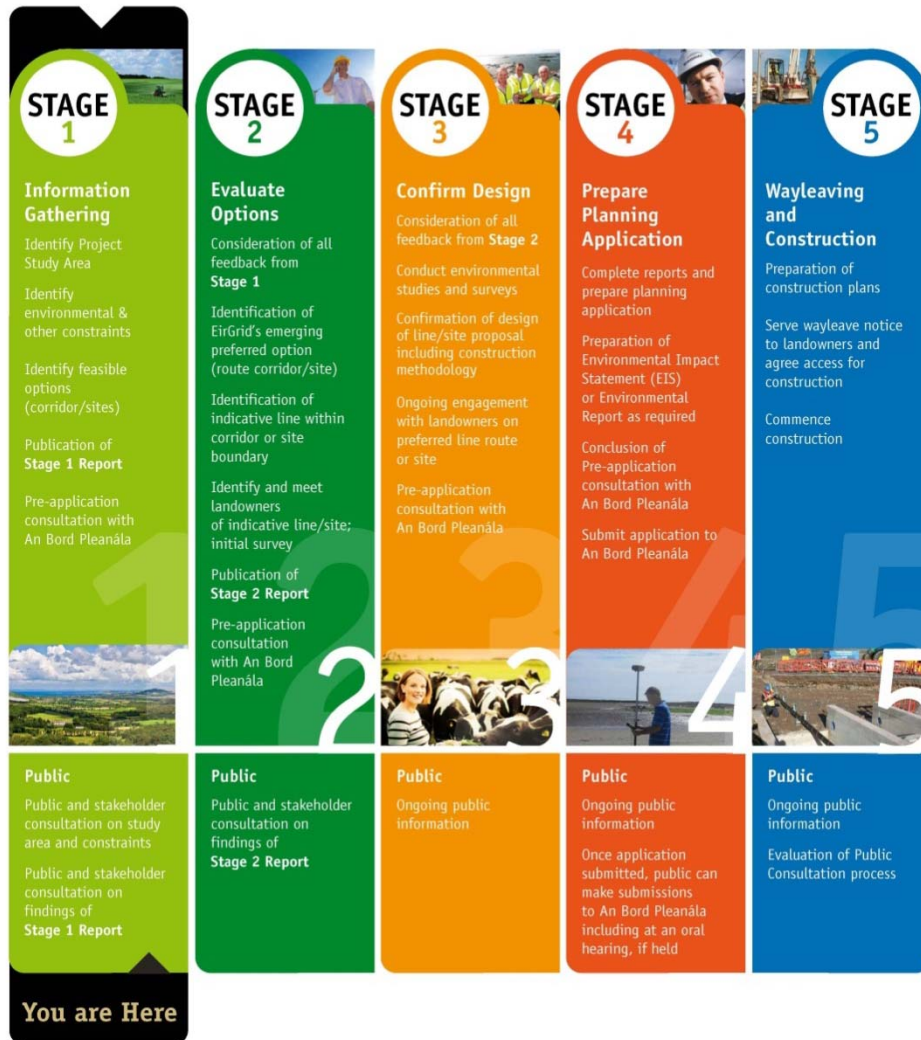 STAGE
1
Information
Gathering
Identify Project
Study Area
Identify
environmental &
other constraints
Identify feasible
options
(corridor/sites)
Publication of
Stage 1 Report
Pre-application
consultation with
An Bord Pleanála
1
1
Public
Public and stakeholder
consultation on study
area and constraints
Public and stakeholder
consultation on
findings of
Stage 1 Report
You are Here
STAGE
2
Evaluate
Options
Consideration of all
feedback from
Stage 1
Identification of
EirGrid's emerging
preferred option
(route corridor/site)
Identification of
indicative line within
corridor or site
boundary
Identify and meet
landowners
of indicative line/site;
initial survey
Publication of
Stage 2 Report
Pre-application
consultation
with An Bord
Pleanála
2
2
Public
Public and stakeholder
consultation on
findings of
Stage 2 Report
STAGE
3
Confirm Design
Consideration of all
feedback from Stage 2
Conduct environmental
studies and surveys
Confirmation of design
of line/site proposal
including construction
methodology
Ongoing engagement
with landowners on
preferred line route
or site
Pre-application
consultation with
An Bord Pleanála
3
3
Public
Ongoing public
information
STAGE
4
Prepare
Planning
Application
Complete reports and
prepare planning
application
Preparation of
Environmental Impact
Statement (EIS)
or Environmental
Report as required
Conclusion of
Pre-application
consultation with
An Bord Pleanála
Submit application to
An Bord Pleanála
4
4
Public
Ongoing public
information
Once application
submitted, public can
make submissions
to An Bord Pleanála
including at an oral
hearing, if held
STAGE
5
Wayleaving
and
Construction
Preparation of
construction plans
Serve wayleave notice
to landowners and
agree access for
construction
Commence
construction
5
5
Public
Ongoing public
information
Evaluation of Public
Consultation process